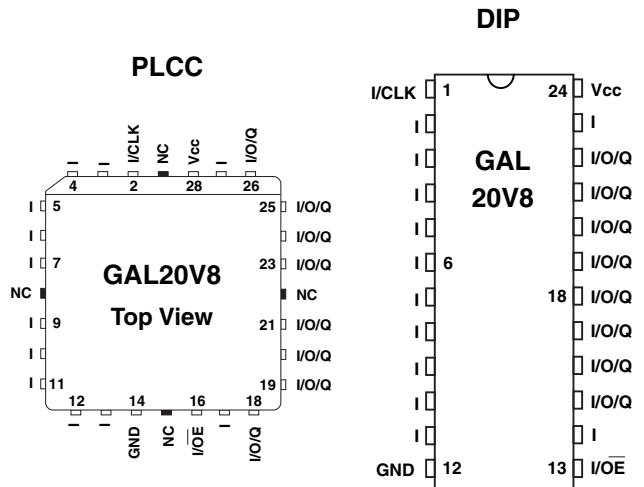 DIP
PLCC
I I I/CLK NC Vcc I I/O/Q
4 2 28 26
I 5 25 I/O/Q
I I/O/Q
I 7 23 I/O/Q
NC GAL20V8 NC
I 9 Top View 21 I/O/Q
I I/O/Q
I 11 19 I/O/Q
12 14 16 18
I I GND NC I/O̅E̅ I I/O/Q
I/CLK 1 24 Vcc
I I
I GAL I/O/Q
I 20V8 I/O/Q
I I/O/Q
I 6 I/O/Q
I 18 I/O/Q
I I/O/Q
I I/O/Q
I I/O/Q
I I
GND 12 13 I/O̅E̅